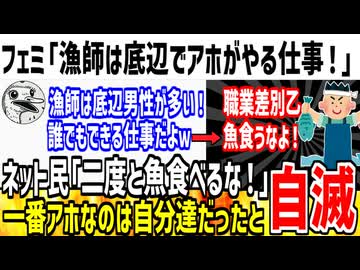 フェミ「漁師は底辺でアホがやる仕事！」
漁師は底辺男性が多い！
誰でもできる仕事だよw
職業差別乙
魚食うなよ！
ネット民「二度と魚食べるな！」
一番アホなのは自分達だったと
自滅